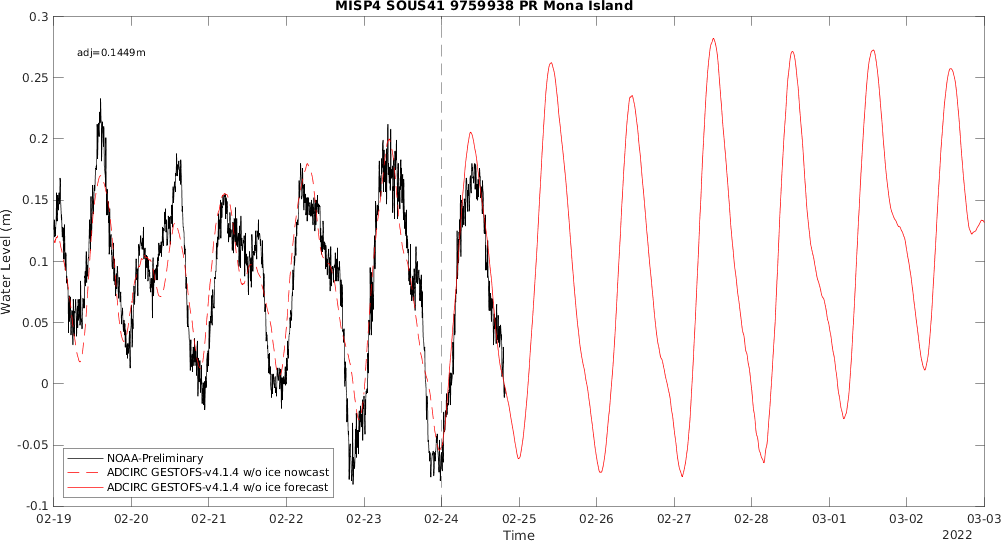 MISP4 SOUS41 9759938 PR Mona Island
adj=0.1449m
0.3
0.25
0.2
0.15
0.1
0.05
0
-0.05
-0.1
Water Level (m)
NOAA-Preliminary
ADCIRC GESTOFS-v4.1.4 w/o ice nowcast
ADCIRC GESTOFS-v4.1.4 w/o ice forecast
02-19 02-20 02-21 02-22 02-23 02-24 02-25 02-26 02-27 02-28 03-01 03-02 03-03
Time
2022